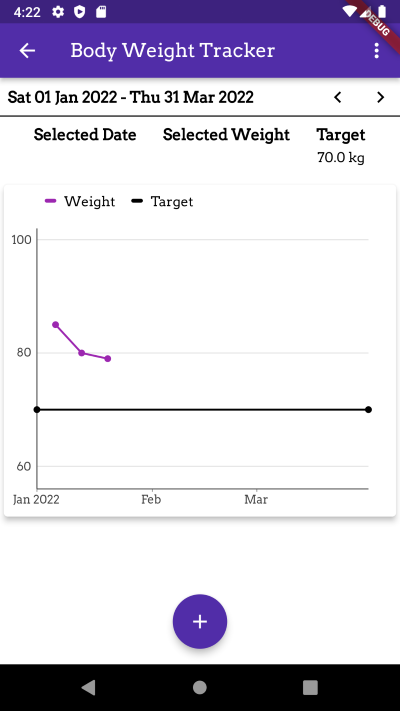 4:22
DEBUG
Body Weight Tracker
Sat 01 Jan 2022 - Thu 31 Mar 2022
Selected Date Selected Weight Target
70.0 kg
Weight Target
100
80
60
Jan 2022 Feb Mar
+